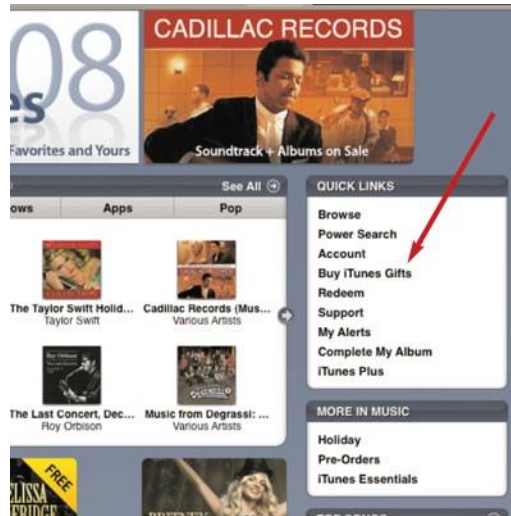 08
es
Favorites and Yours
CADILLAC RECORDS
Soundtrack + Albums on Sale
See All
ows Apps Pop
The Taylor Swift Holid...
Taylor Swift
Cadillac Records (Mus...
Various Artists
The Last Concert, Dec...
Roy Orbison
Music from Degrassi: ...
Various Artists
FREE
QUICK LINKS
Browse
Power Search
Account
Buy iTunes Gifts
Redeem
Support
My Alerts
Complete My Album
iTunes Plus
MORE IN MUSIC
Holiday
Pre-Orders
iTunes Essentials